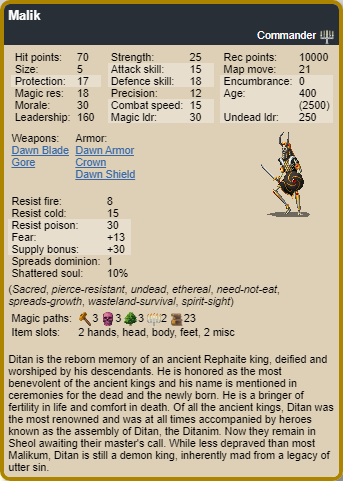 Malik
Commander
Hit points: 70 Strength: 25 Rec points: 10000
Size: 5 Attack skill: 15 Map move: 21
Protection: 17 Defence skill: 18 Encumbrance: 0
Magic res: 18 Precision: 12 Age: 400
Morale: 30 Combat speed: 15 (2500)
Leadership: 160 Magic ldr: 30 Undead ldr: 250
Weapons: Armor:
Dawn Blade Dawn Armor
Gore Crown
Dawn Shield
Resist fire: 8
Resist cold: 15
Resist poison: 30
Fear: +13
Supply bonus: +30
Spreads dominion: 1
Shattered soul: 10%
(Sacred, pierce-resistant, undead, ethereal, need-not-eat,
spreads-growth, wasteland-survival, spirit-sight)
Magic paths: 3 3 3 2 23
Item slots: 2 hands, head, body, feet, 2 misc
Ditan is the reborn memory of an ancient Rephaite king, deified and
worshiped by his descendants. He is honored as the most
benevolent of the ancient kings and his name is mentioned in
ceremonies for the dead and the newly born. He is a bringer of
fertility in life and comfort in death. Of all the ancient kings, Ditan was
the most renowned and was at all times accompanied by heroes
known as the assembly of Ditan, the Ditanim. Now they remain in
Sheol awaiting their master's call. While less depraved than most
Malikum, Ditan is still a demon king, inherently mad from a legacy of
utter sin.